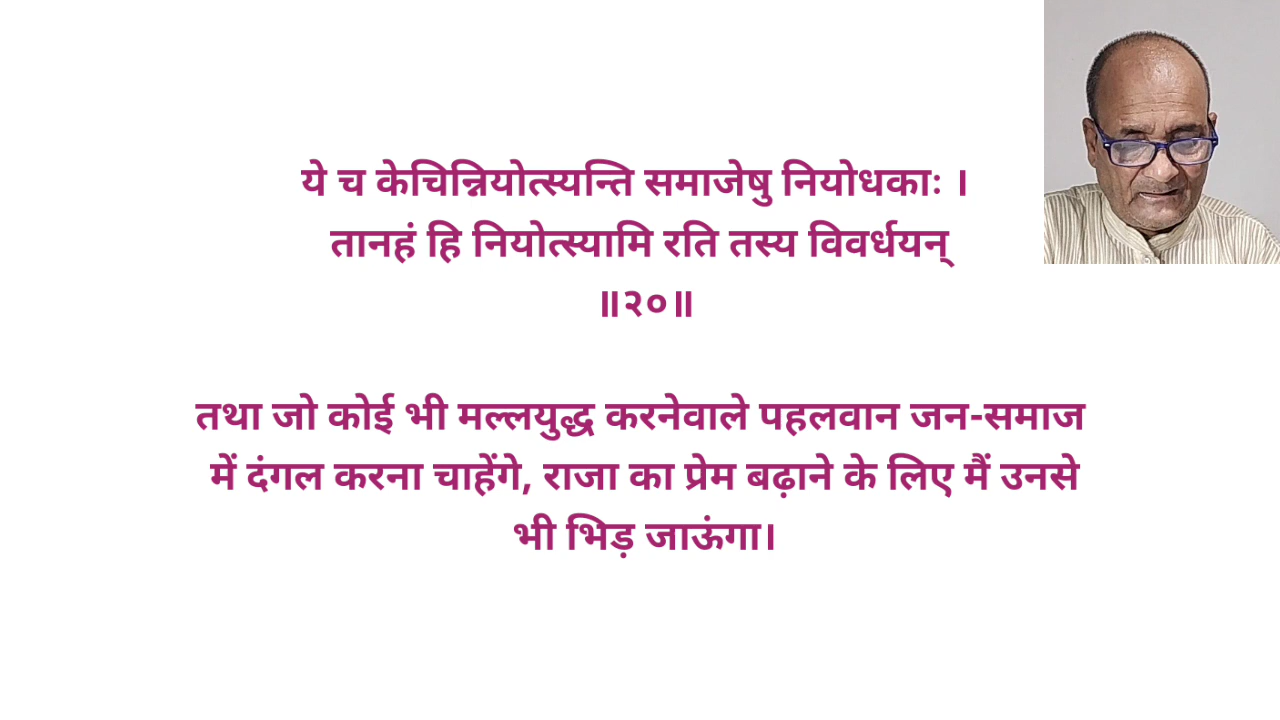 ये च केचिन्नियोत्स्यन्ति समाजेषु नियोधकाः ।
तानहं हि नियोत्स्यामि रति तस्य विवर्धयन्
॥२०॥
तथा जो कोई भी मल्लयुद्ध करनेवाले पहलवान जन-समाज
में दंगल करना चाहेंगे, राजा का प्रेम बढ़ाने के लिए मैं उनसे
भी भिड़ जाऊंगा।